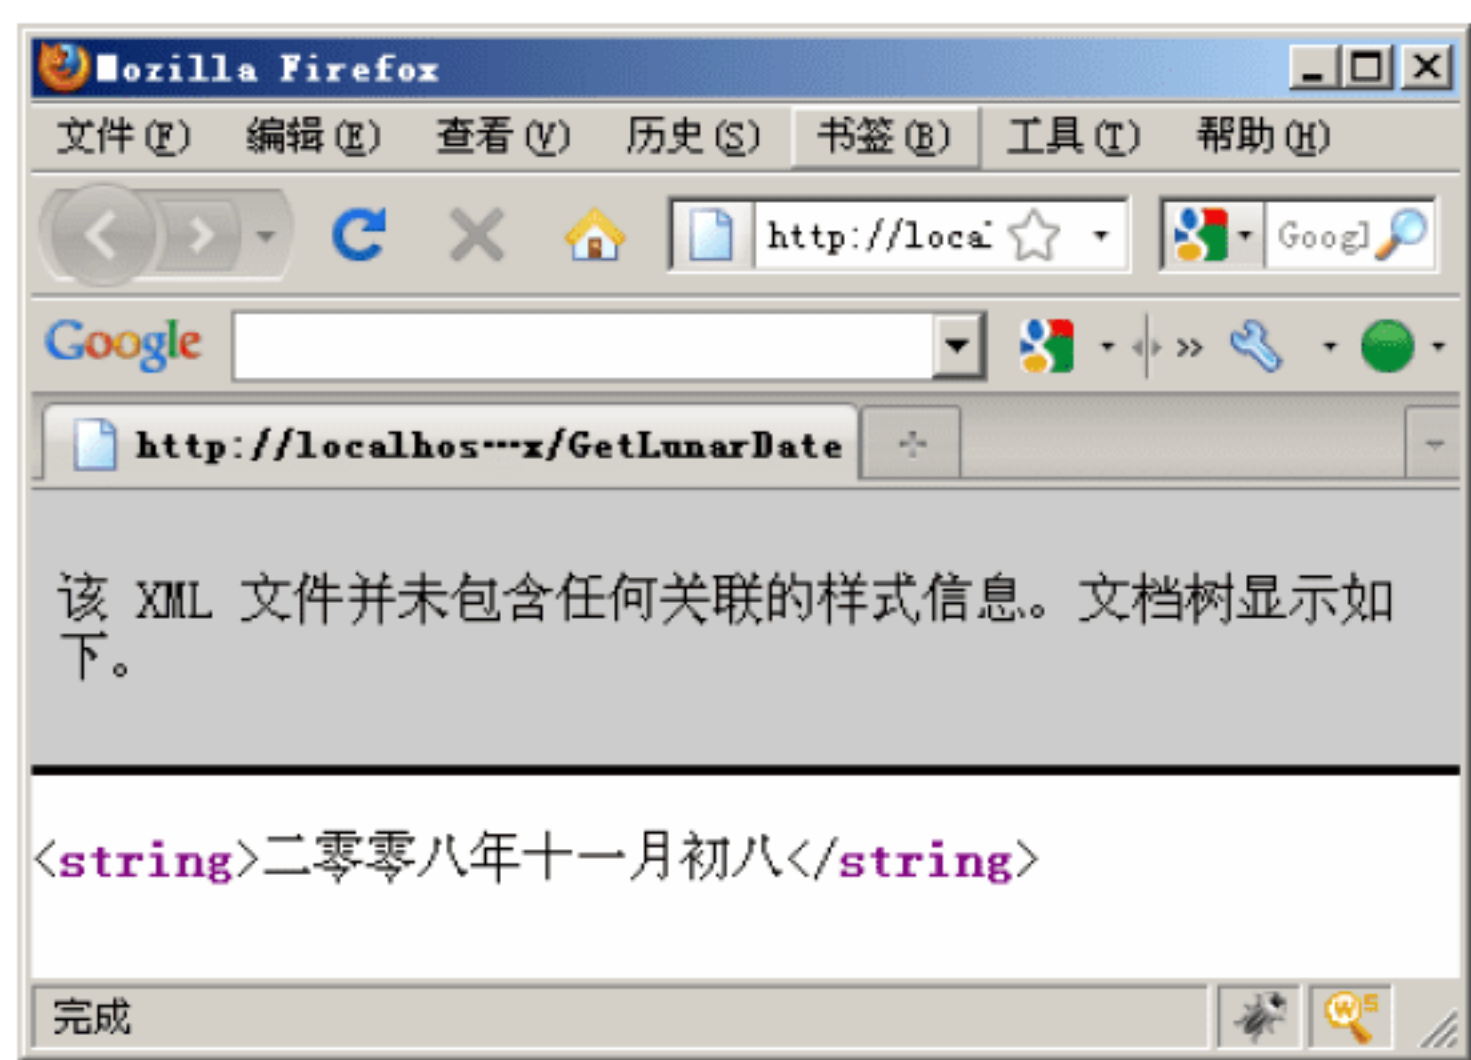 Mozilla Firefox
文件(F) 编辑(E) 查看(V) 历史(S) 书签(B) 工具(T) 帮助(H)
http://loca Googl
Google
http://localhos···x/GetLunarDate
该 XML 文件并未包含任何关联的样式信息。文档树显示如
下。
<string>二零零八年十一月初八</string>
完成